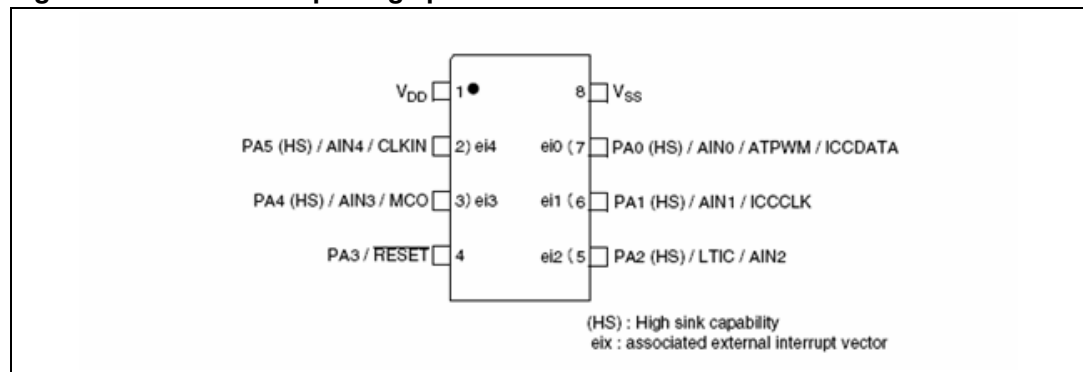 V_DD 1 8 V_SS
PA5 (HS) / AIN4 / CLKIN 2) ei4 ei0 (7 PA0 (HS) / AIN0 / ATPWM / ICCDATA
PA4 (HS) / AIN3 / MCO 3) ei3 ei1 (6 PA1 (HS) / AIN1 / ICCCLK
PA3 / RESET 4 ei2 (5 PA2 (HS) / LTIC / AIN2
(HS) : High sink capability
eix : associated external interrupt vector